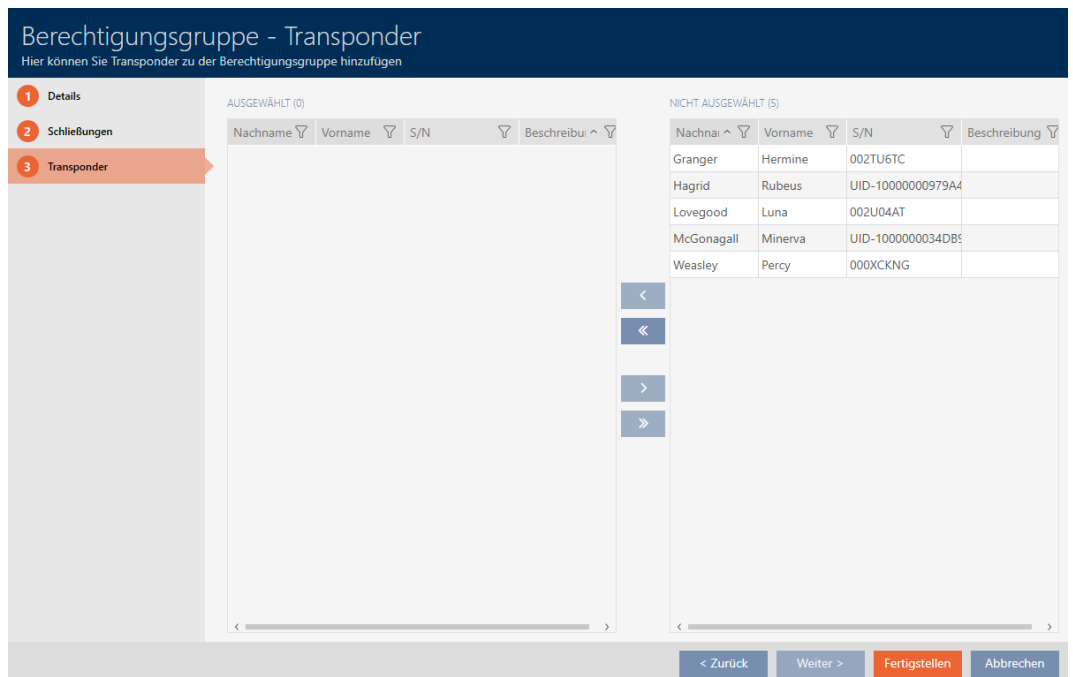 Berechtigungsgruppe - Transponder
Hier können Sie Transponder zu der Berechtigungsgruppe hinzufügen
1 Details
2 Schließungen
3 Transponder
AUSGEWÄHLT (0)
Nachname Vorname S/N Beschreibu
NICHT AUSGEWÄHLT (5)
Nachna Vorname S/N Beschreibung
Granger Hermine 002TU6TC
Hagrid Rubeus UID-10000000979A4
Lovegood Luna 002U04AT
McGonagall Minerva UID-1000000034DB9
Weasley Percy 000XCKNG
< Zurück Weiter > Fertigstellen Abbrechen